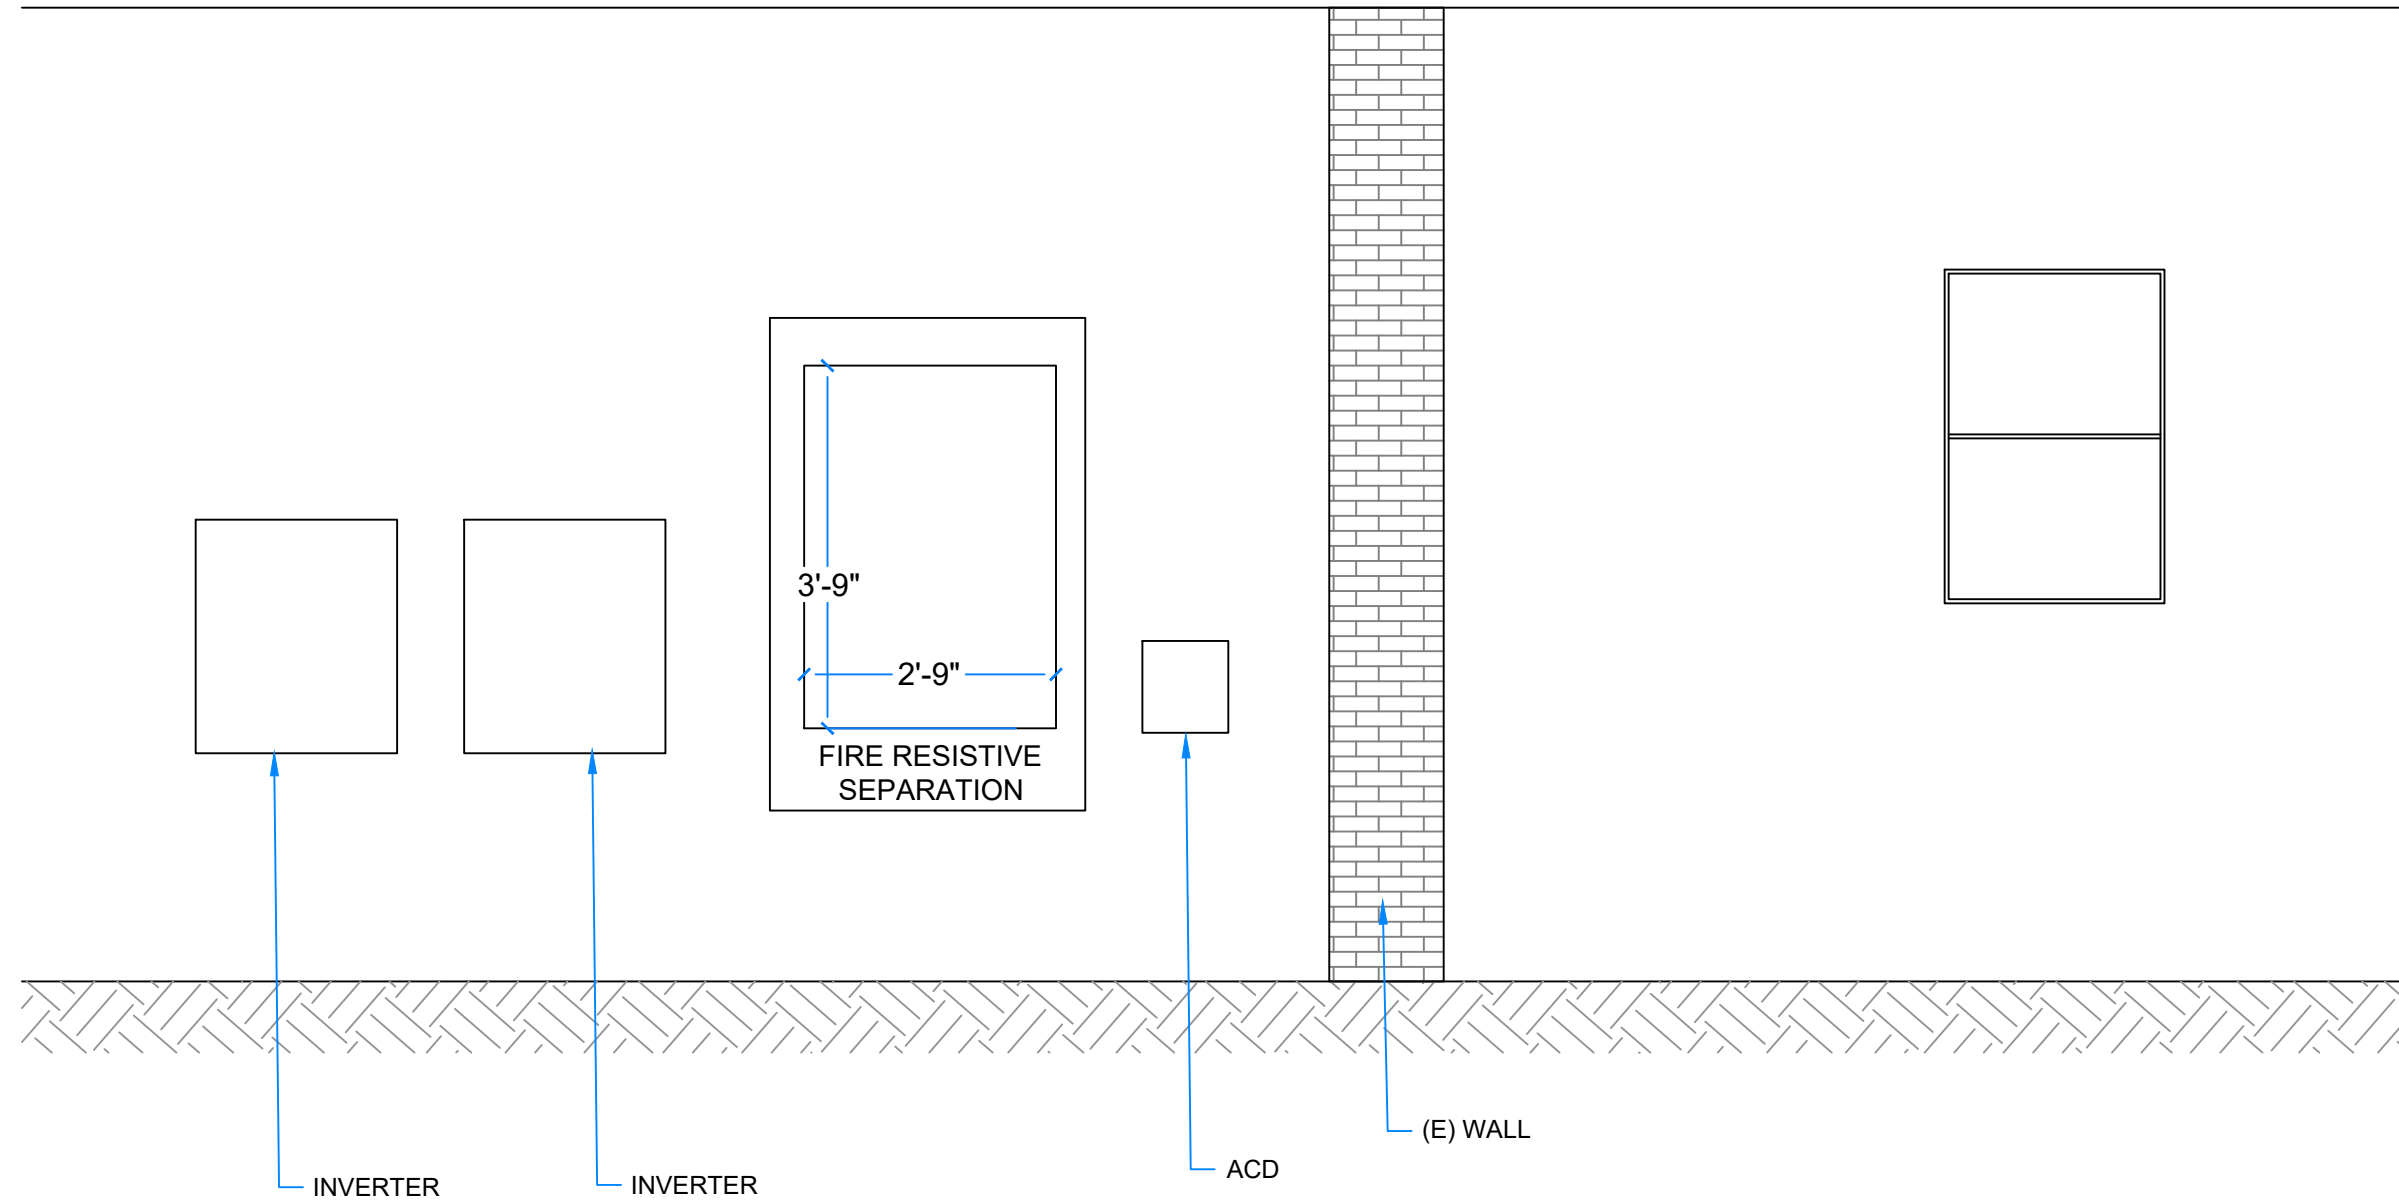 3'-9"
2'-9"
FIRE RESISTIVE
SEPARATION
(E) WALL
ACD
INVERTER
INVERTER